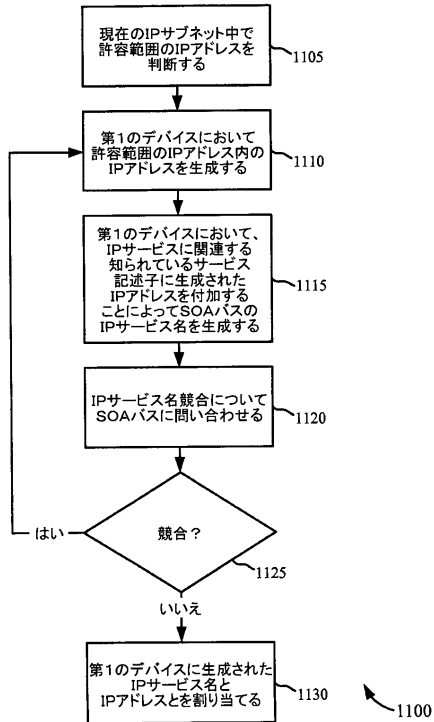 現在のIPサブネット中で
許容範囲のIPアドレスを
判断する
1105
第1のデバイスにおいて
許容範囲のIPアドレス内の
IPアドレスを生成する
1110
第1のデバイスにおいて、
IPサービスに関連する
知られているサービス
記述子に生成された
IPアドレスを付加する
ことによってSOAバスの
IPサービス名を生成する
1115
IPサービス名競合について
SOAバスに問い合わせる
1120
競合？
1125
はい
いいえ
第1のデバイスに生成された
IPサービス名と
IPアドレスとを割り当てる
1130
1100